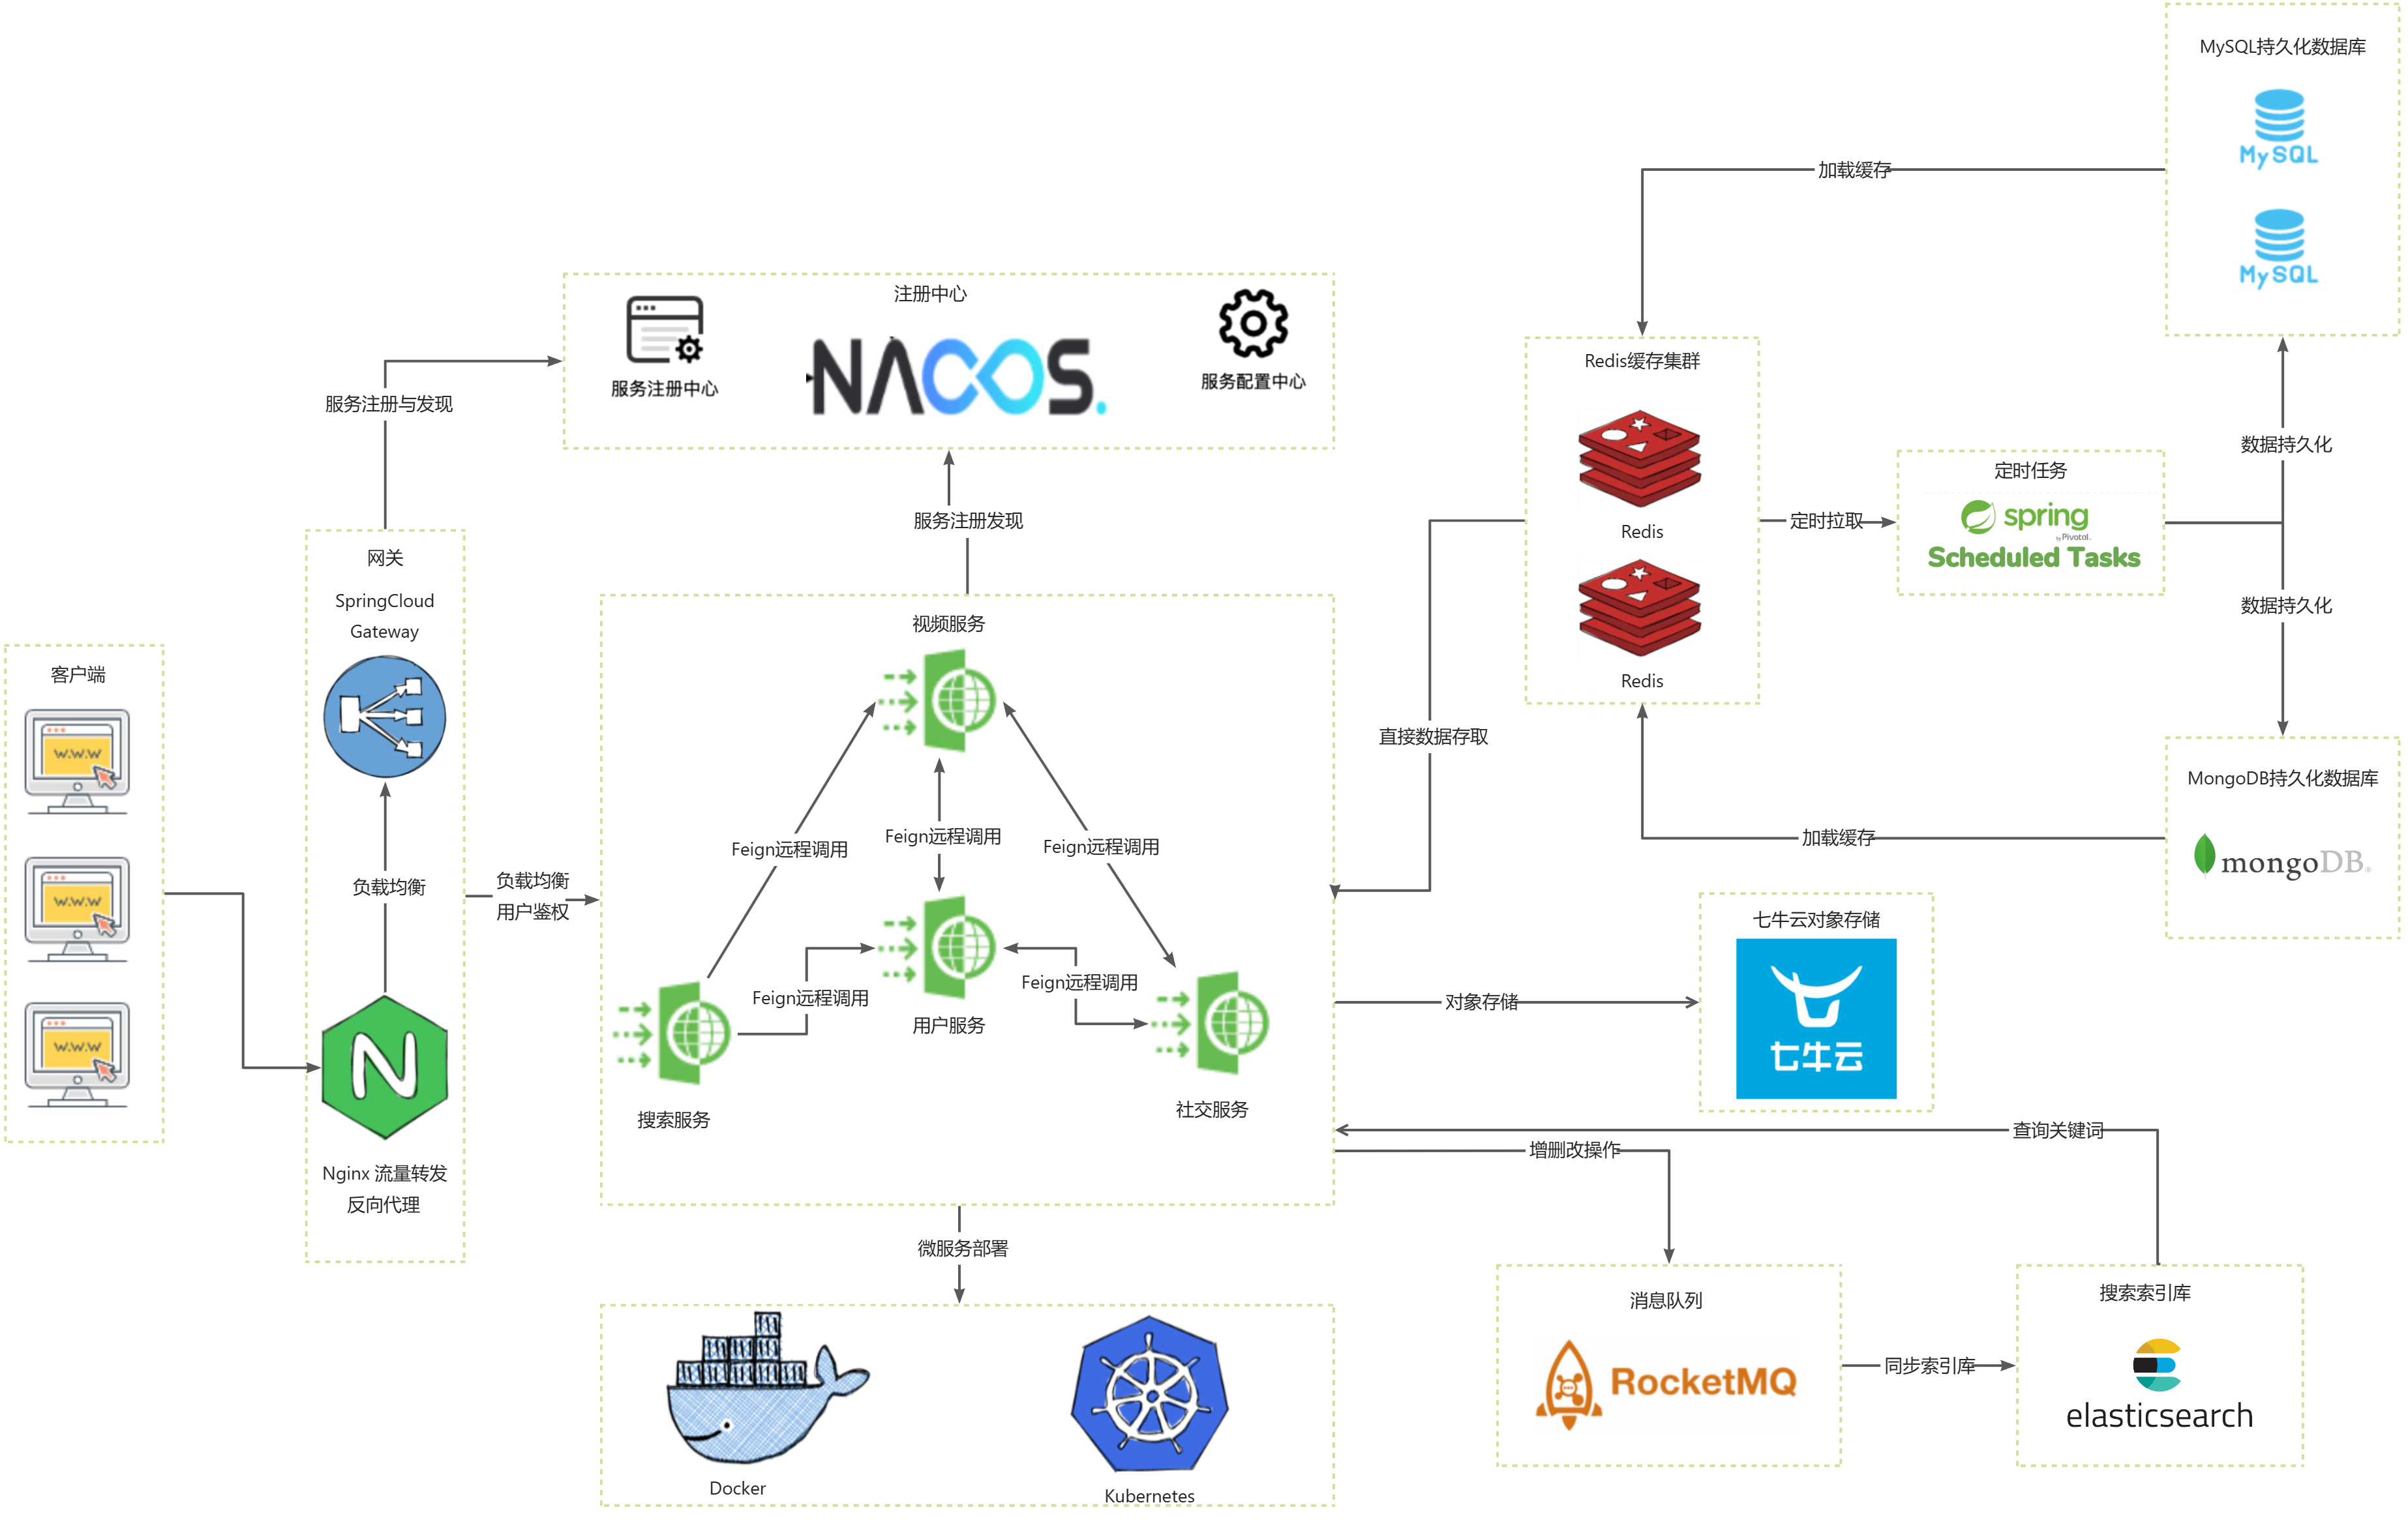 MySQL持久化数据库
MySQL
MySQL
加载缓存
注册中心
服务注册中心
NACOS.
服务配置中心
服务注册与发现
Redis缓存集群
Redis
Redis
定时拉取
定时任务
spring
by Pivotal.
Scheduled Tasks
数据持久化
数据持久化
服务注册发现
网关
SpringCloud
Gateway
负载均衡
Nginx 流量转发
反向代理
客户端
W.W.W
W.W.W
W.W.W
负载均衡
用户鉴权
视频服务
Feign远程调用
Feign远程调用
Feign远程调用
Feign远程调用
Feign远程调用
用户服务
搜索服务
社交服务
直接数据存取
加载缓存
MongoDB持久化数据库
mongoDB®
七牛云对象存储
七牛云
对象存储
查询关键词
增删改操作
微服务部署
Docker
Kubernetes
消息队列
RocketMQ
同步索引库
搜索索引库
elasticsearch